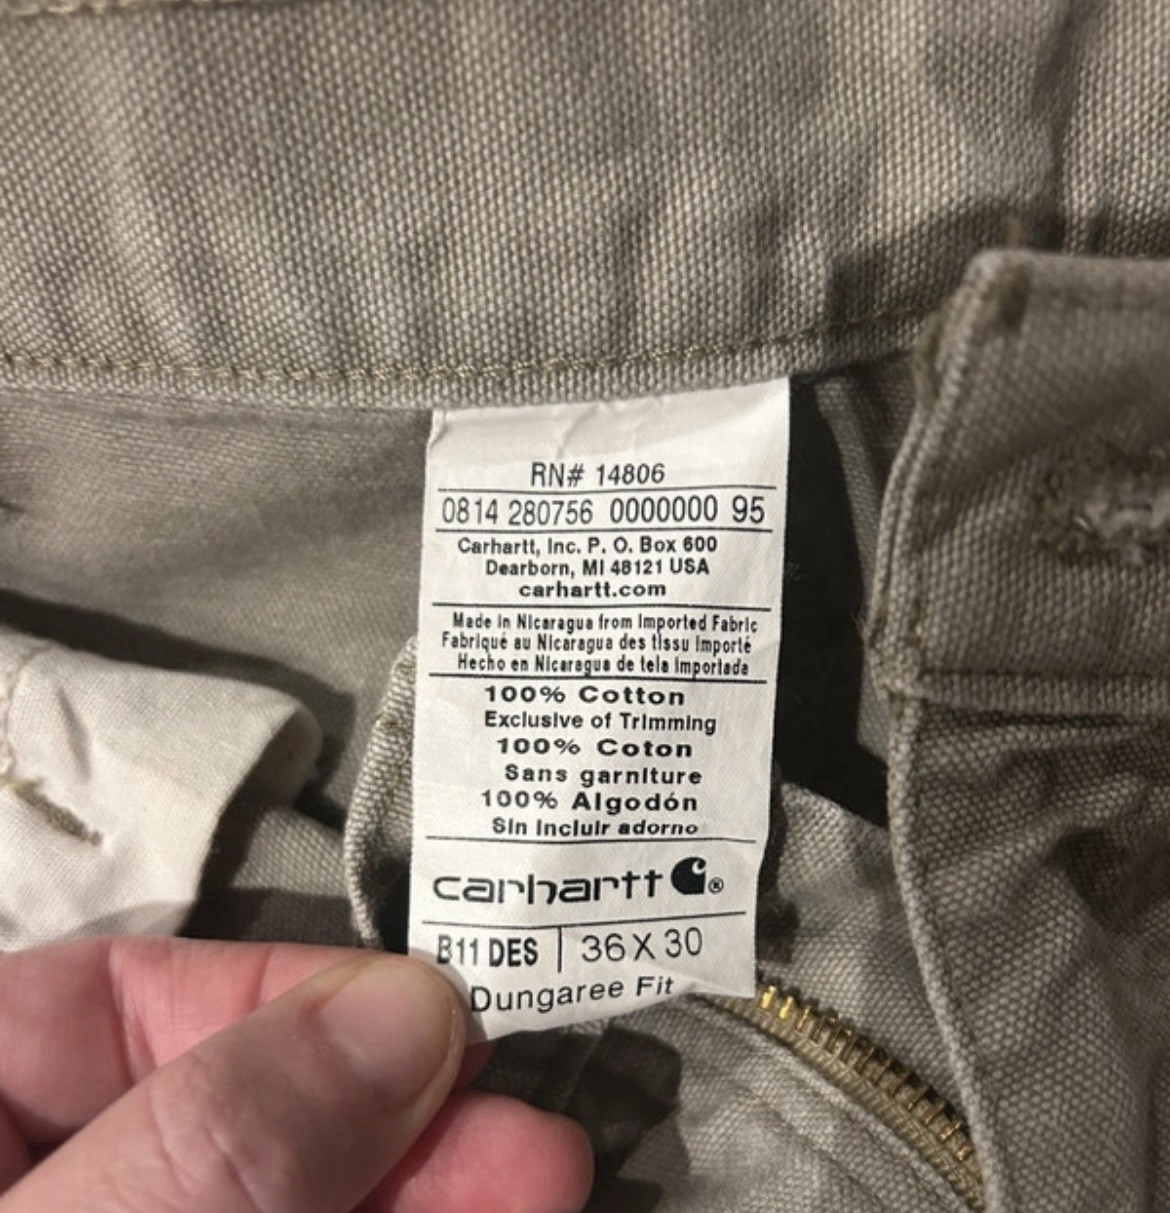 RN# 14806
0814 280756 0000000 95
Carhartt, Inc. P. O. Box 600
Dearborn, MI 48121 USA
carhartt.com
Made in Nicaragua from Imported Fabric
Fabriqué au Nicaragua des tissu importé
Hecho en Nicaragua de tela importada
100% Cotton
Exclusive of Trimming
100% Coton
Sans garniture
100% Algodón
Sin incluir adorno
carhartt ®
B11 DES | 36 X 30
Dungaree Fit